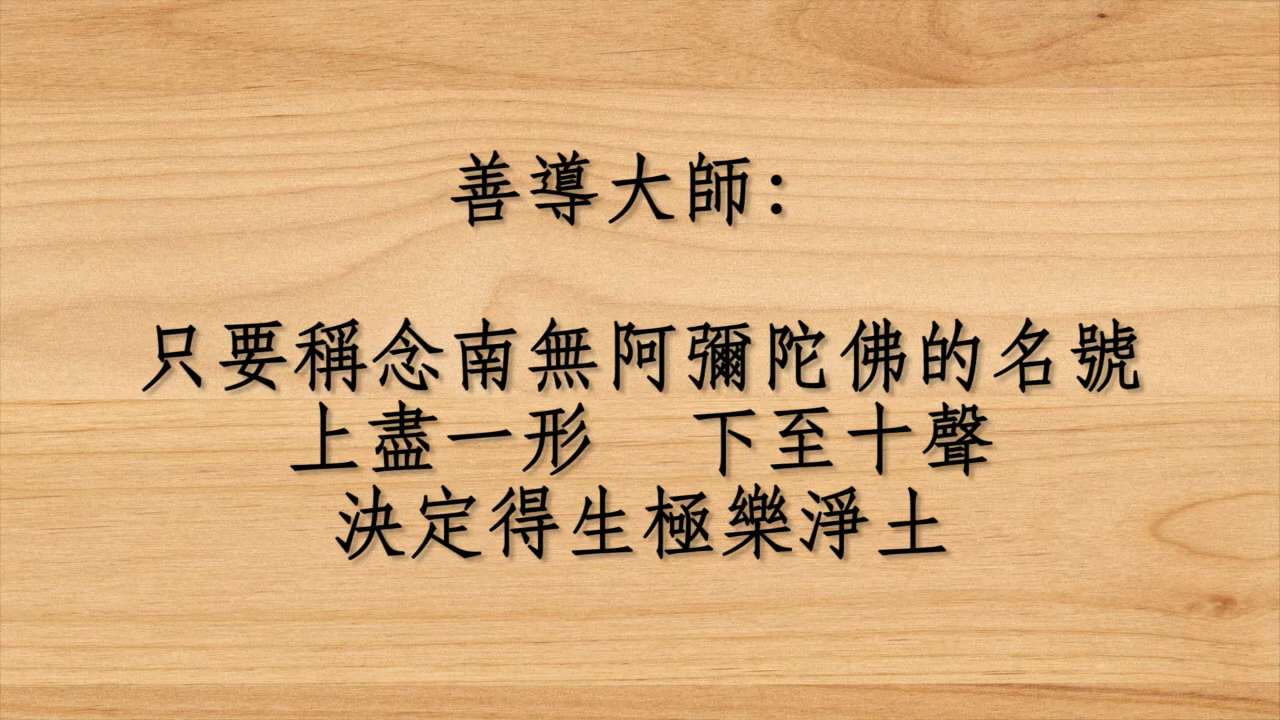 善導大師：
只要稱念南無阿彌陀佛的名號
上盡一形　下至十聲
決定得生極樂淨土